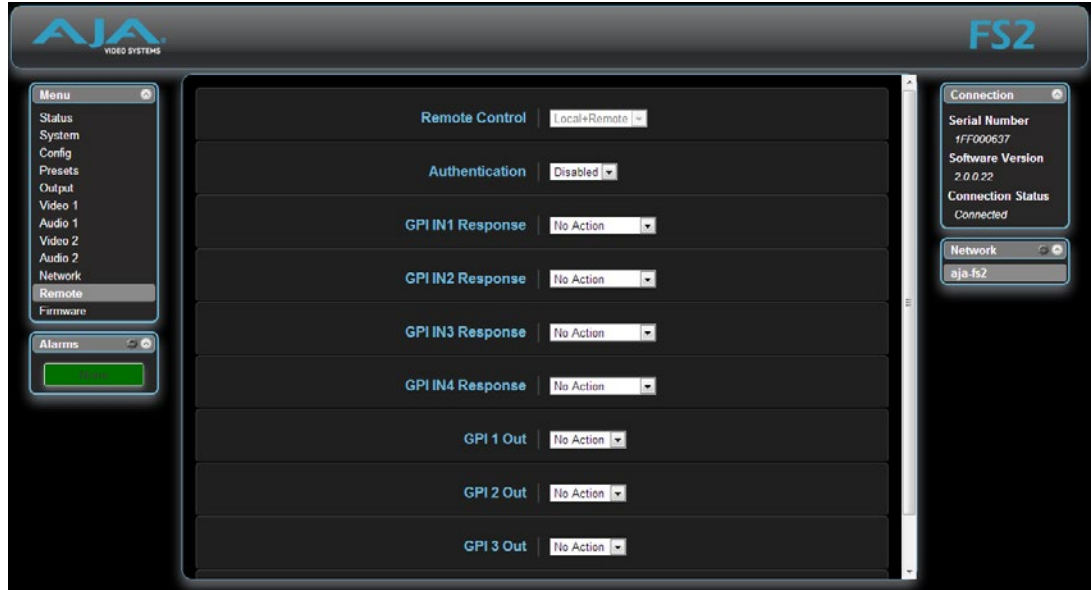 AJA
VIDEO SYSTEMS
FS2
Menu
Status
System
Config
Presets
Output
Video 1
Audio 1
Video 2
Audio 2
Network
Remote
Firmware
Alarms
None
Remote Control Local+Remote
Authentication Disabled
GPI IN1 Response No Action
GPI IN2 Response No Action
GPI IN3 Response No Action
GPI IN4 Response No Action
GPI 1 Out No Action
GPI 2 Out No Action
GPI 3 Out No Action
Connection
Serial Number
1FF000637
Software Version
2.0.0.22
Connection Status
Connected
Network
aja-fs2